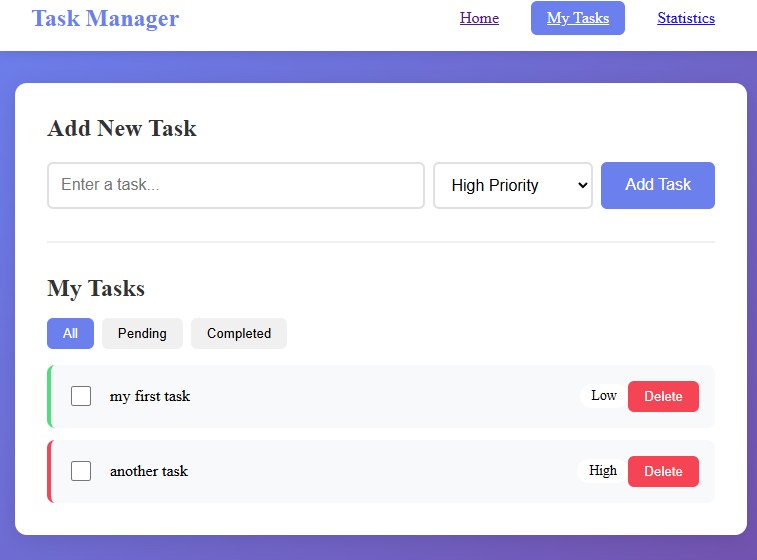 Task Manager Home My Tasks Statistics
Add New Task
Enter a task... High Priority Add Task
My Tasks
All Pending Completed
my first task Low Delete
another task High Delete